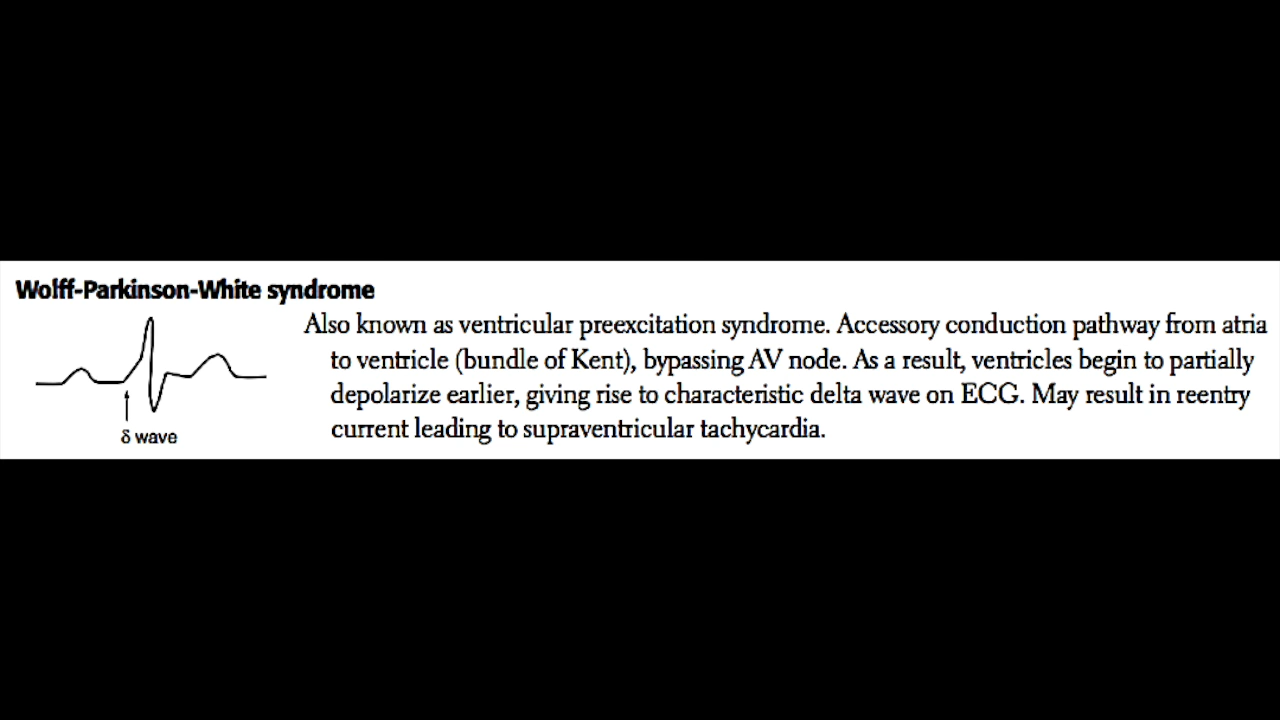 Wolff-Parkinson-White syndrome
Also known as ventricular preexcitation syndrome. Accessory conduction pathway from atria
to ventricle (bundle of Kent), bypassing AV node. As a result, ventricles begin to partially
depolarize earlier, giving rise to characteristic delta wave on ECG. May result in reentry
current leading to supraventricular tachycardia.
δ wave